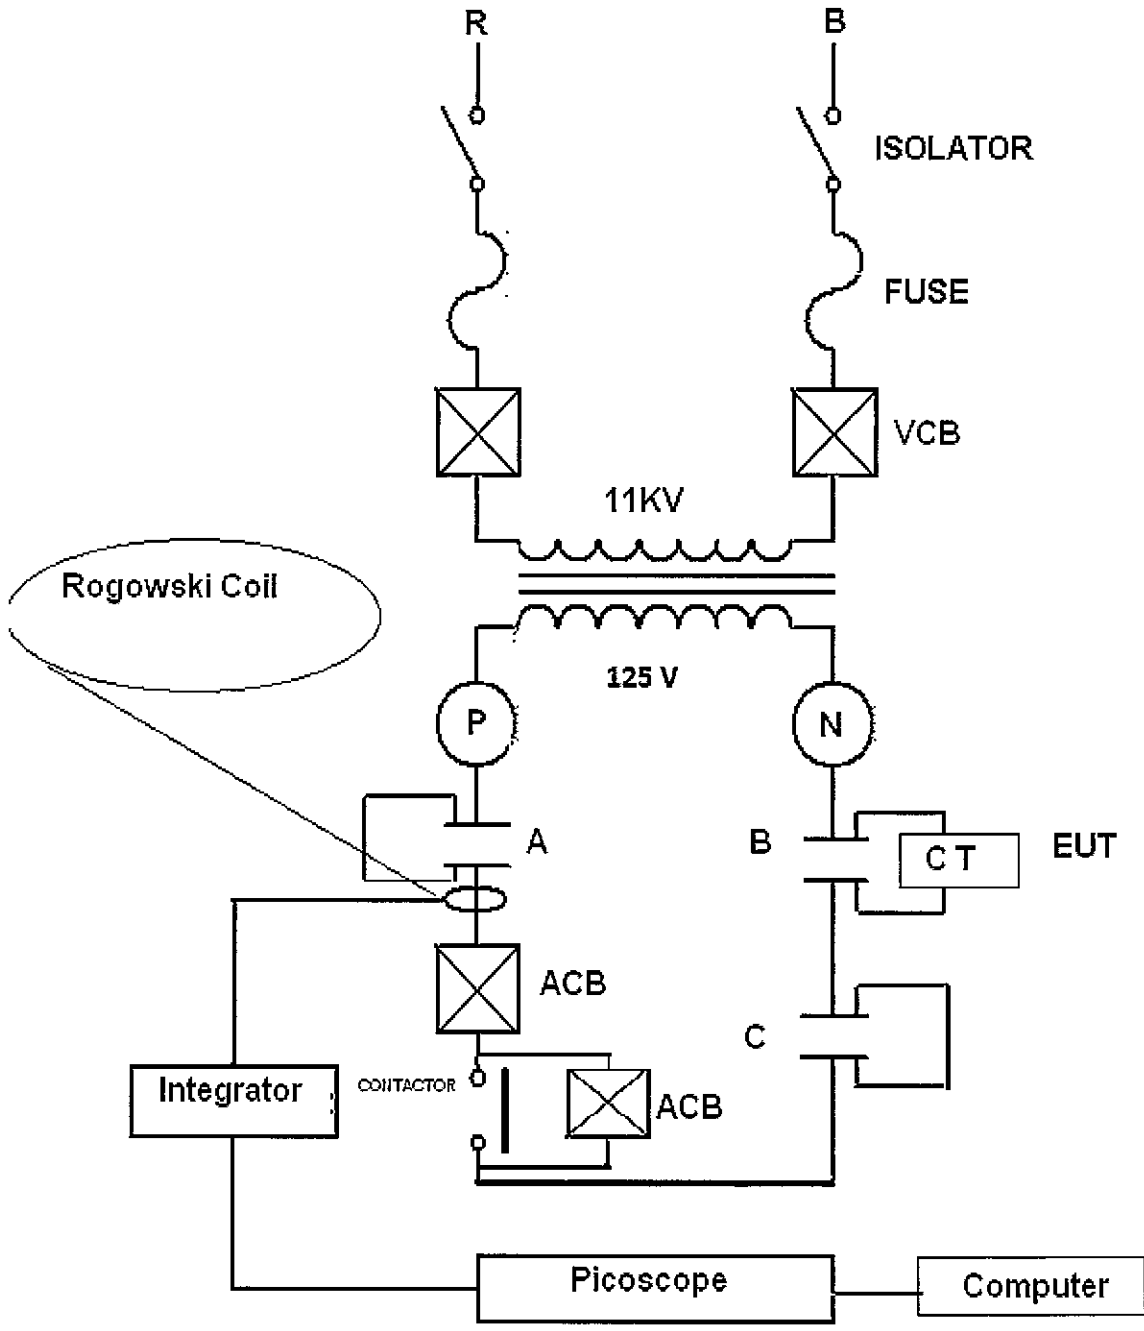 R
B
ISOLATOR
FUSE
VCB
11KV
Rogowski Coil
125 V
P
N
A
B
C T
EUT
ACB
C
Integrator
CONTACTOR
ACB
Picoscope
Computer